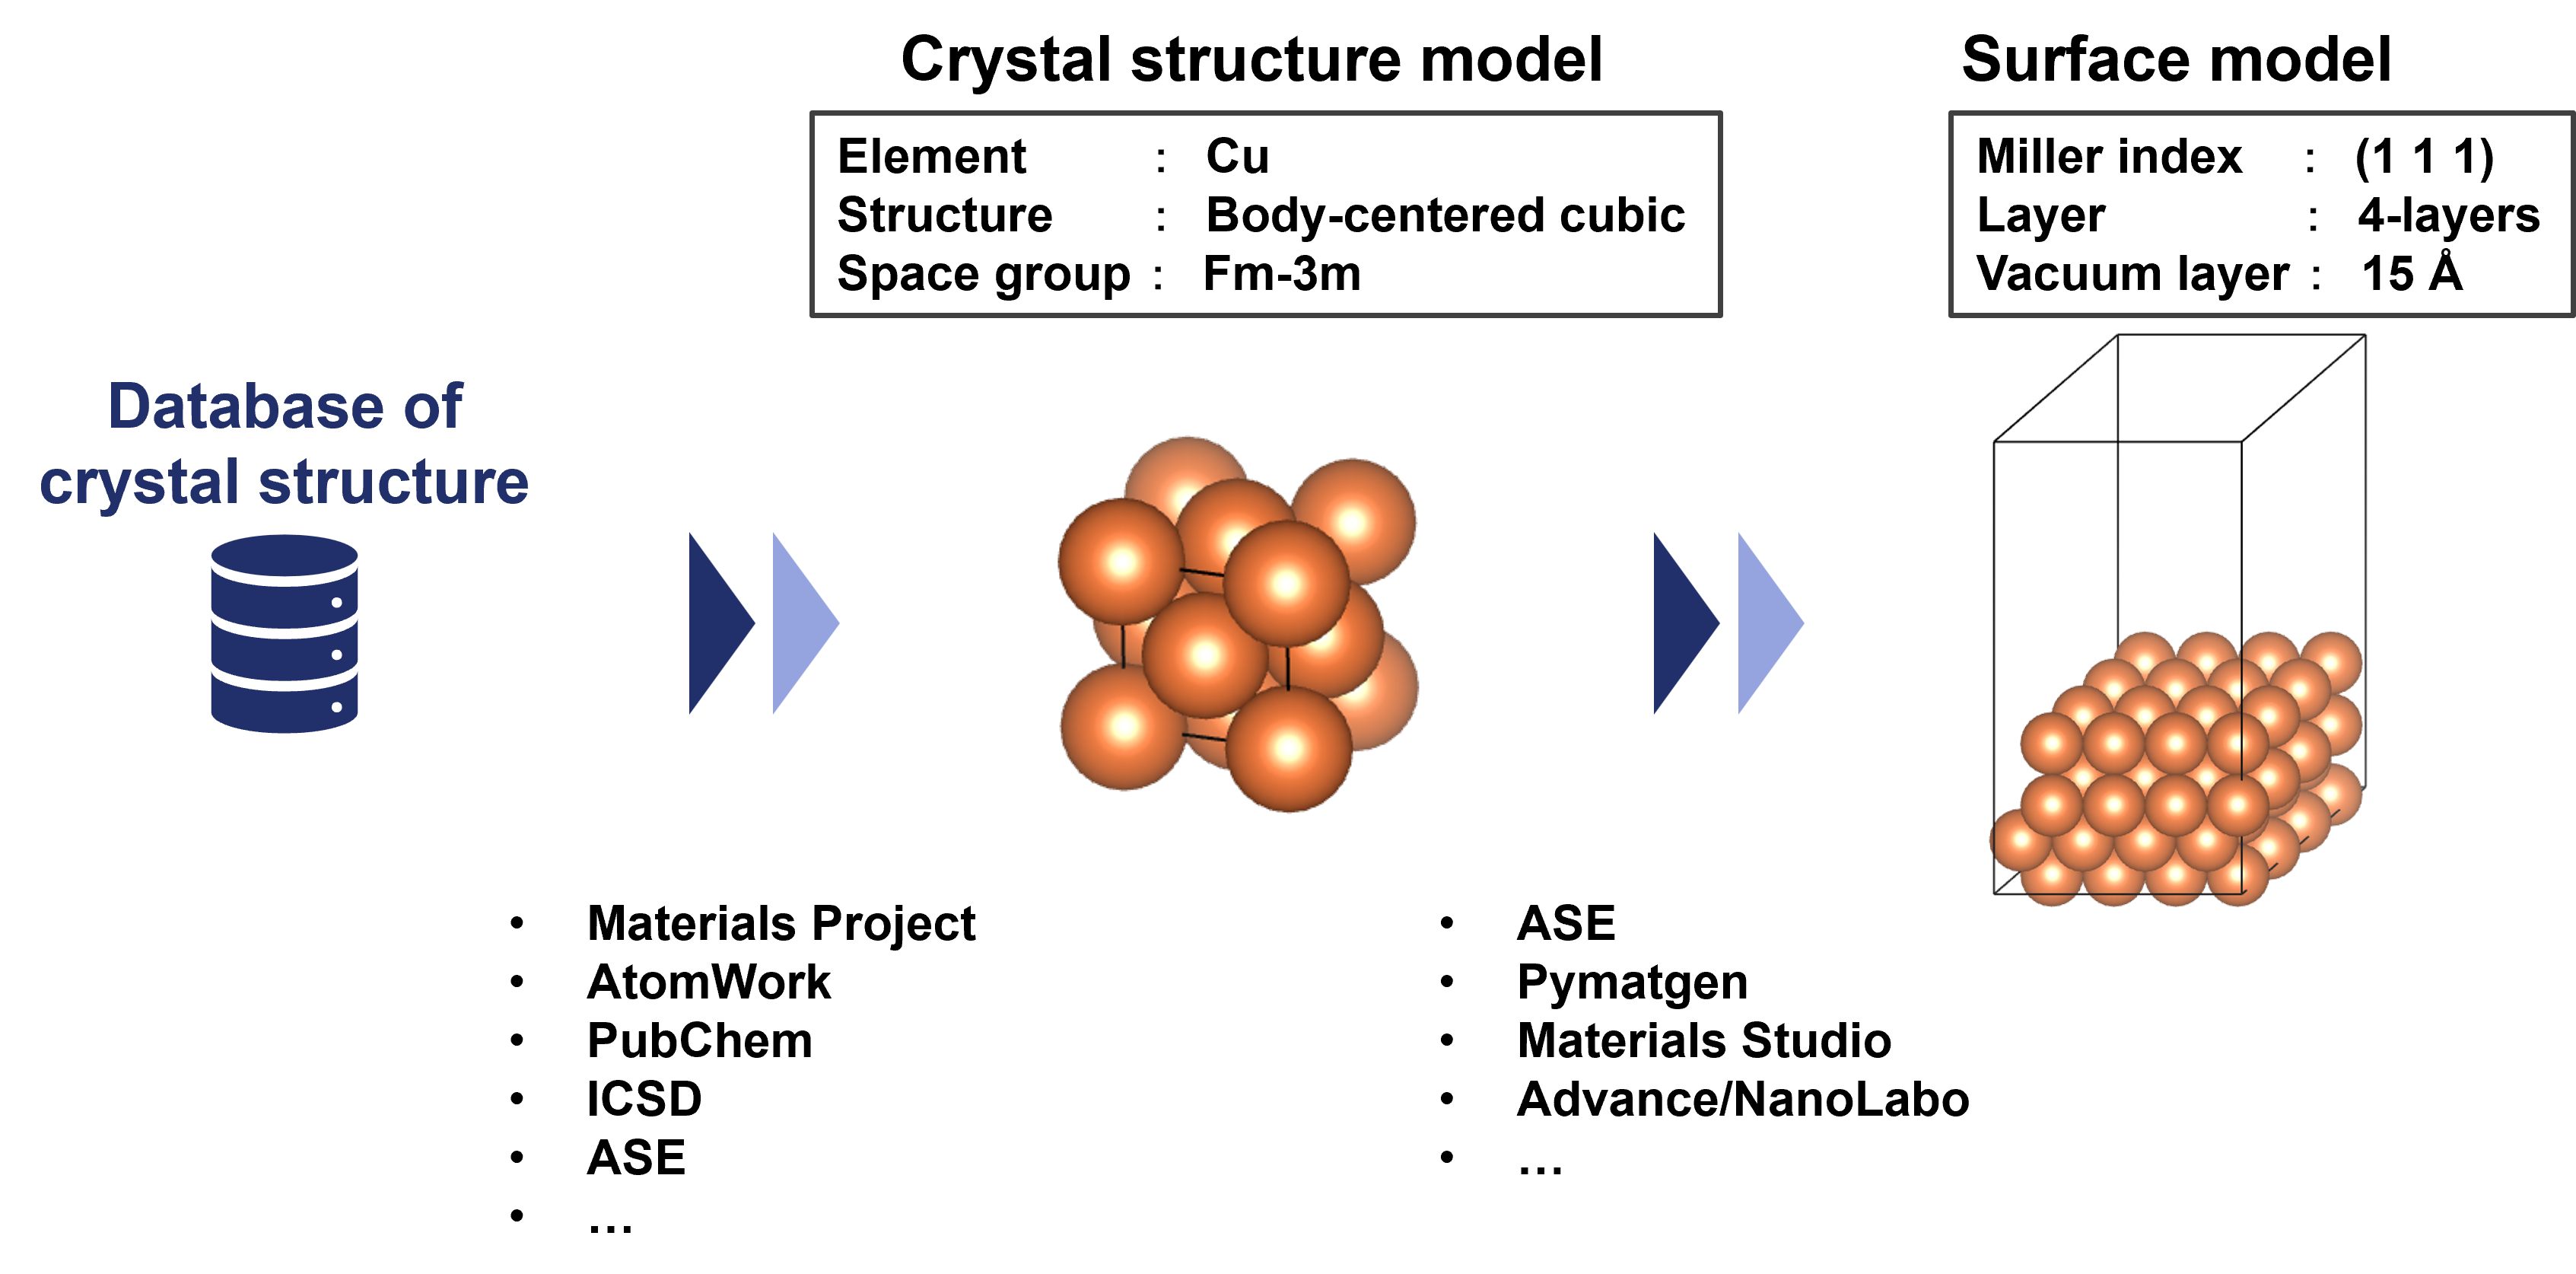 Crystal structure model
Element : Cu
Structure : Body-centered cubic
Space group : Fm-3m
Surface model
Miller index : (1 1 1)
Layer : 4-layers
Vacuum layer : 15 Å
Database of
crystal structure
• Materials Project
• AtomWork
• PubChem
• ICSD
• ASE
• …
• ASE
• Pymatgen
• Materials Studio
• Advance/NanoLabo
• …